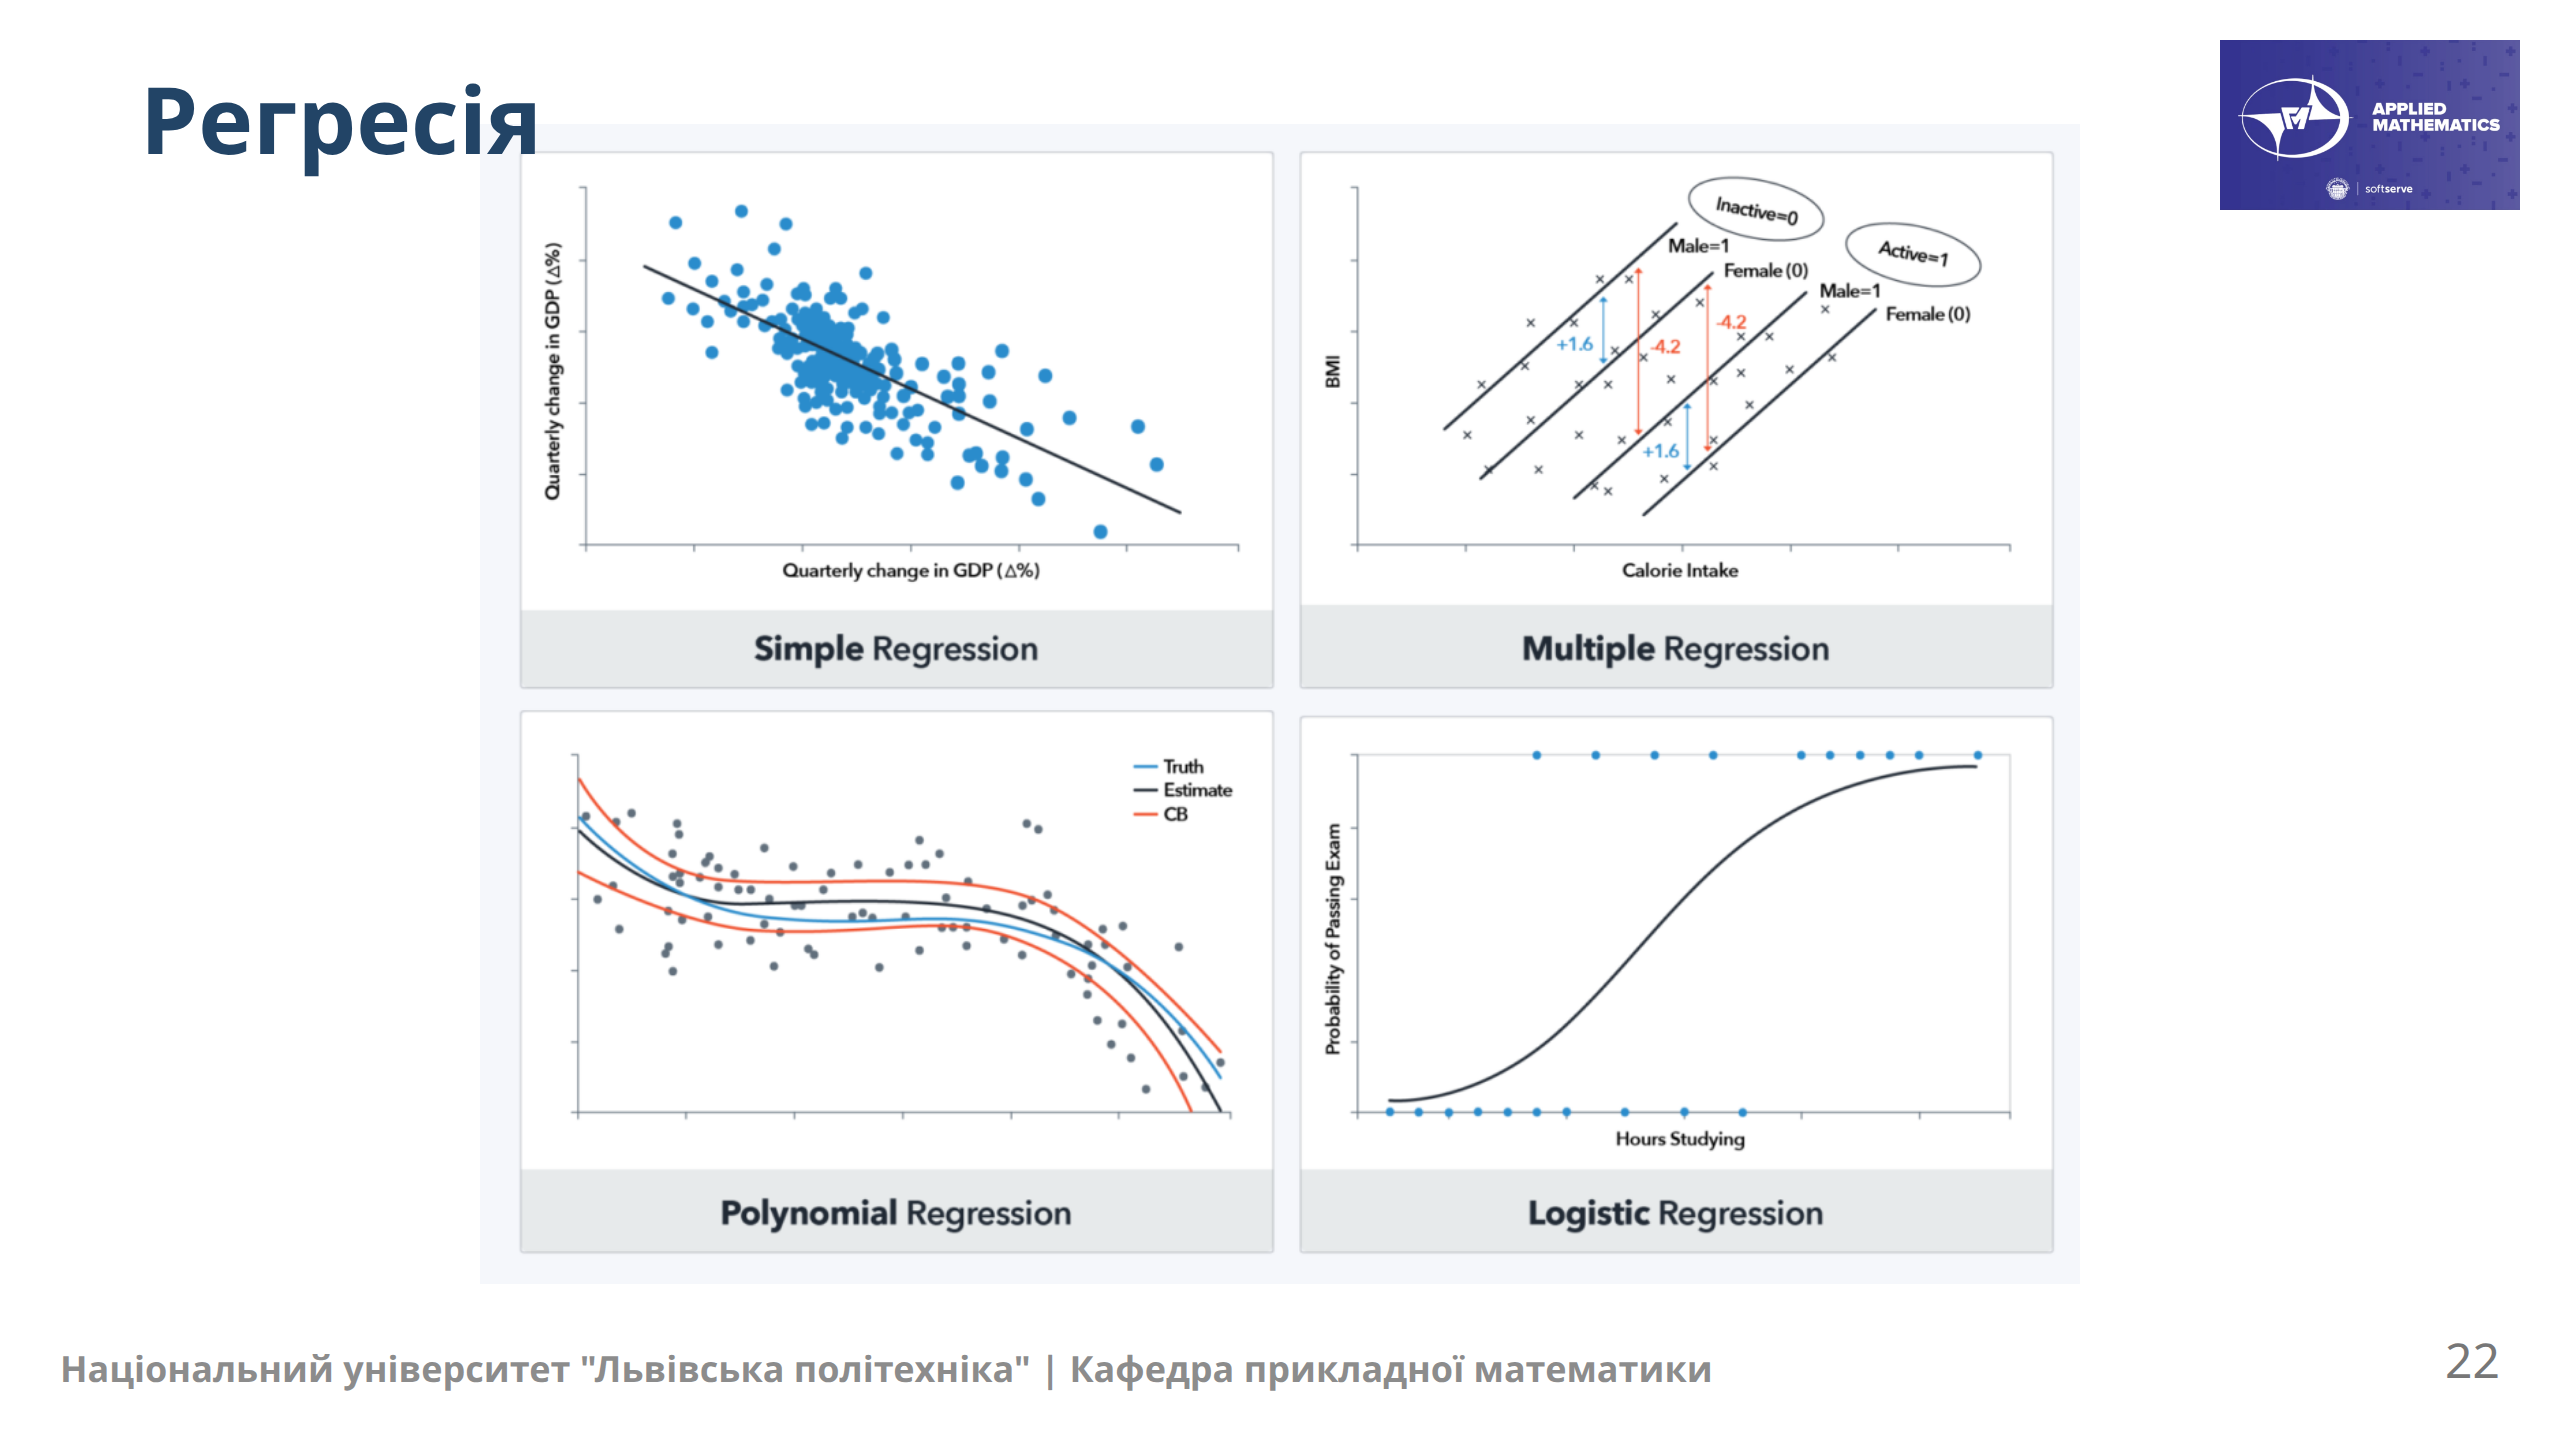 Регресія
APPLIED
MATHEMATICS
softserve
Quarterly change in GDP (Δ%)
Quarterly change in GDP (Δ%)
Simple Regression
Inactive=0
Active=1
Male=1
Female (0)
Male=1
Female (0)
+1.6
-4.2
-4.2
+1.6
BMI
Calorie Intake
Multiple Regression
Truth
Estimate
CB
Polynomial Regression
Probability of Passing Exam
Hours Studying
Logistic Regression
Національний університет "Львівська політехніка" | Кафедра прикладної математики
22